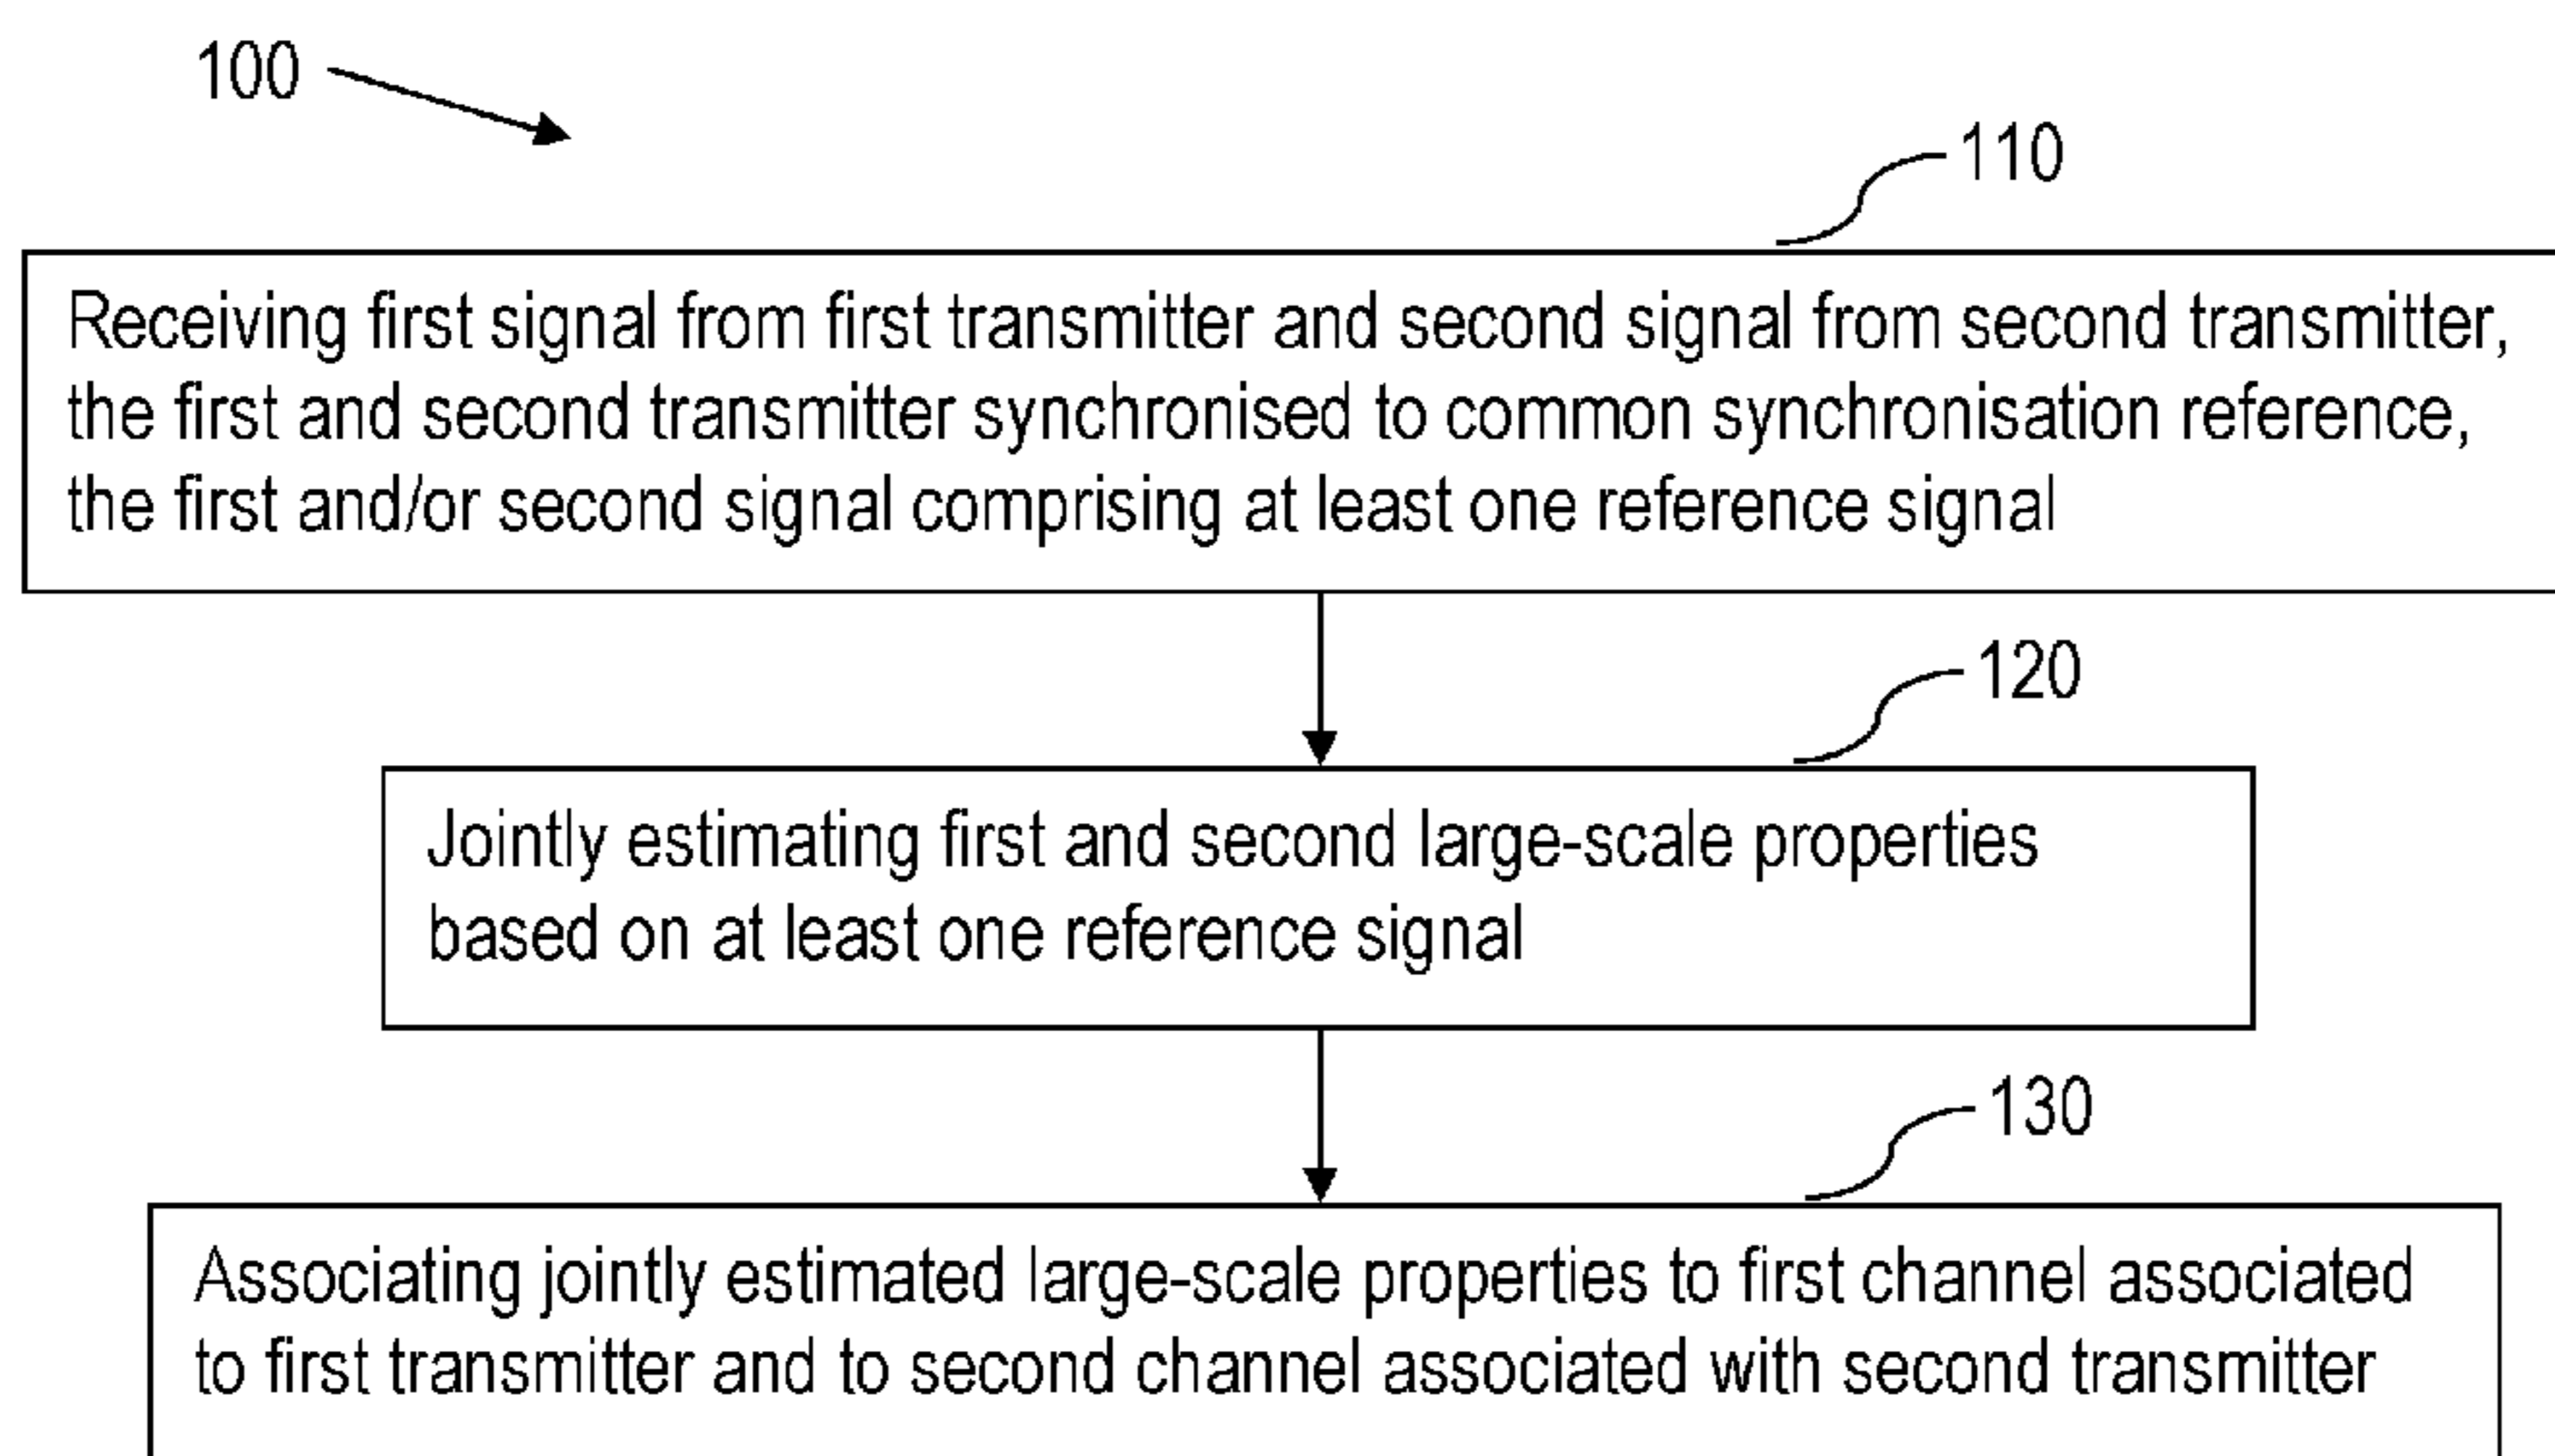 100
110
Receiving first signal from first transmitter and second signal from second transmitter,
the first and second transmitter synchronised to common synchronisation reference,
the first and/or second signal comprising at least one reference signal
120
Jointly estimating first and second large-scale properties
based on at least one reference signal
130
Associating jointly estimated large-scale properties to first channel associated
to first transmitter and to second channel associated with second transmitter